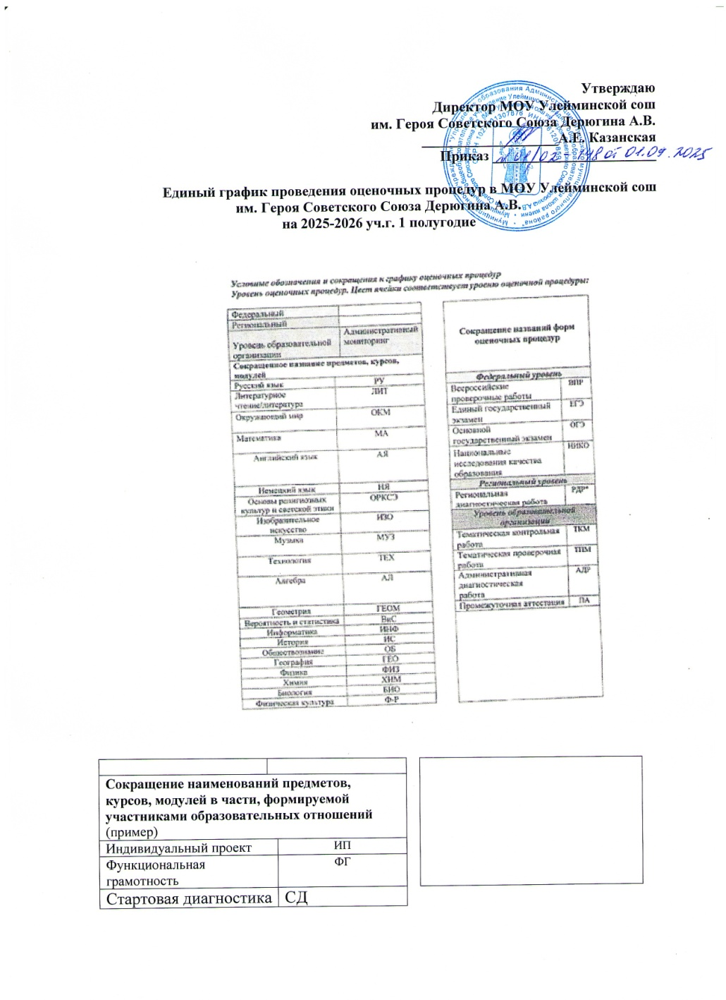 Утверждаю
Директор МОУ Улейминской сош
им. Героя Советского Союза Дерюгина А.В.
А.Е. Казанская
Приказ 01/02 от 01.09.2025
Единый график проведения оценочных процедур в МОУ Улейминской сош
им. Героя Советского Союза Дерюгина А.В.
на 2025-2026 уч.г. 1 полугодие
Условные обозначения и сокращения к графику оценочных процедур
Уровень оценочных процедур. Цвет ячейки соответствует уровню оценочной процедуры:
Федеральный
Региональный
Уровень образовательной организации
Административный мониторинг
Сокращенное название предметов, курсов,
модулей
Русский язык РУ
Литературное ЛИТ
чтение/литература
Окружающий мир ОКМ
Математика МА
Английский язык АЯ
Немецкий язык НЯ
Основы религиозных ОРКСЭ
культур и светской этики
Изобразительное ИЗО
искусство
Музыка МУЗ
Технология ТЕХ
Алгебра АЛ
Геометрия ГЕОМ
Вероятность и статистика ВиС
Информатика ИНФ
История ИС
Обществознание ОБ
География ГЕО
Физика ФИЗ
Химия ХИМ
Биология БИО
Физическая культура Ф-Р
Сокращение названий форм
оценочных процедур
Федеральный уровень
Всероссийские ВПР
проверочные работы
Единый государственный ЕГЭ
экзамен
Основной ОГЭ
государственный экзамен
Национальные НИКО
исследования качества
образования
Региональный уровень
Региональная РДР*
диагностическая работа
Уровень образовательной
организации
Тематическая контрольная ТКМ
работа
Тематическая проверочная ТПМ
работа
Административная АДР
диагностическая
работа
Промежуточная аттестация ПА
Сокращение наименований предметов,
курсов, модулей в части, формируемой
участниками образовательных отношений
(пример)
Индивидуальный проект ИП
Функциональная ФГ
грамотность
Стартовая диагностика СД